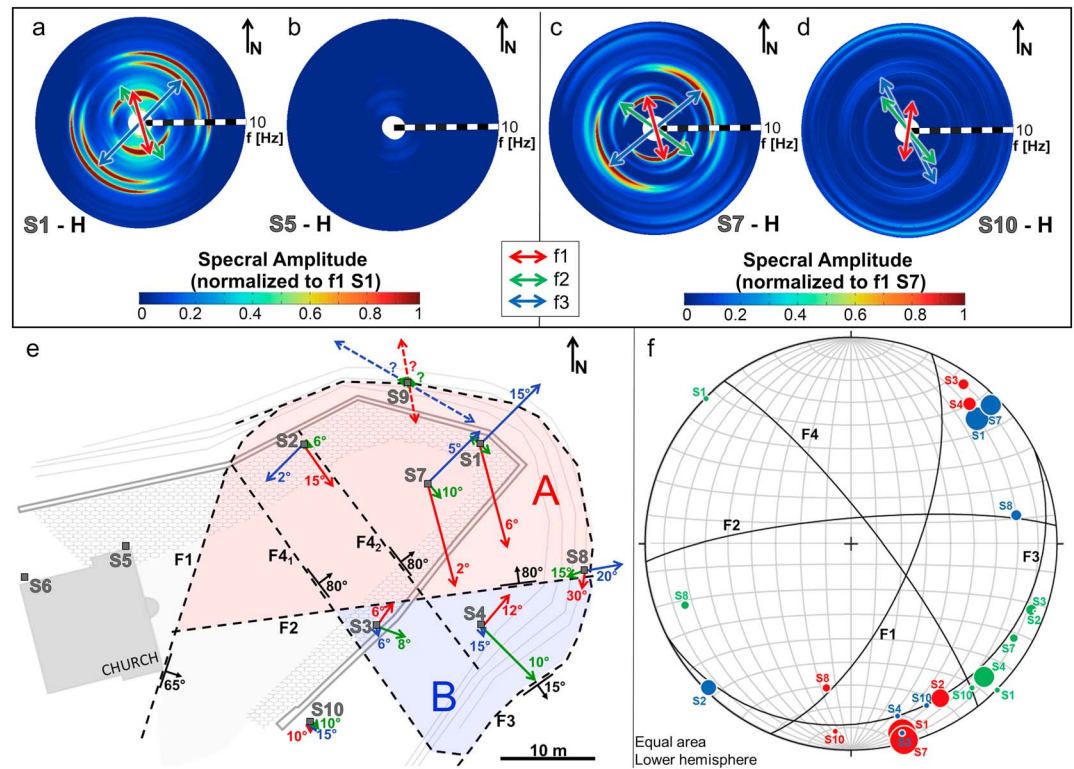 a
N
b
N
c
N
d
N
10
f [Hz]
10
f [Hz]
10
f [Hz]
10
f [Hz]
S1 - H
S5 - H
S7 - H
S10 - H
Specral Amplitude
(normalized to f1 S1)
0 0.2 0.4 0.6 0.8 1
f1
f2
f3
Specral Amplitude
(normalized to f1 S7)
0 0.2 0.4 0.6 0.8 1
e
N
? ? ?
S9
15°
S2
6°
15°
2°
5°
S1
S7
10°
A
6°
2°
S5
S6
F1
F4₁
80°
F4₂
80°
80°
S8
15°
20°
30°
F2
S3
6°
6°
8°
S4
12°
15°
10°
CHURCH
65°
B
15°
F3
S10
10°
10°
15°
10 m
f
S1
S3
S4
S7
S1
F4
F2
S8
F3
S8
S3
S2
F1
S7
S4
S8
S2
S2
S10
S10
S1
S4
S10
S1
S3
S7
Equal area
Lower hemisphere